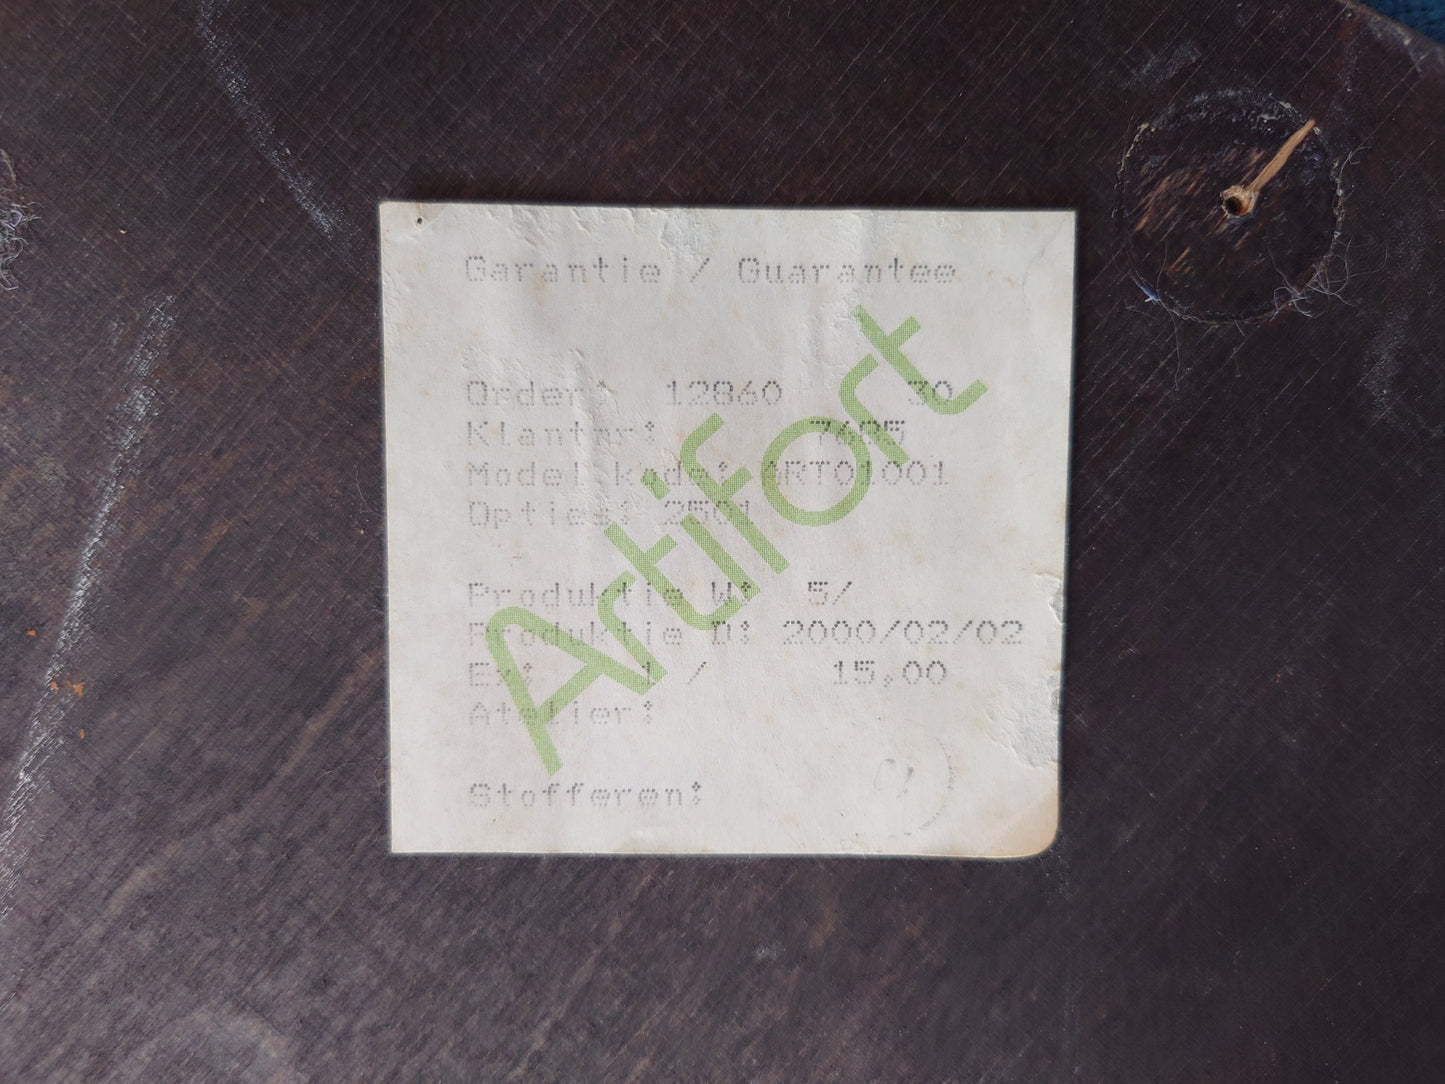 Garantie / Guarantee
Order: 12860 30
Klantnr: 7695
Model kode: ART01001
Opties: 2501
Artifort
Produktie W: 5/
Produktie D: 2000/02/02
Ex: 1 / 15,00
Atelier:
Stofferen: